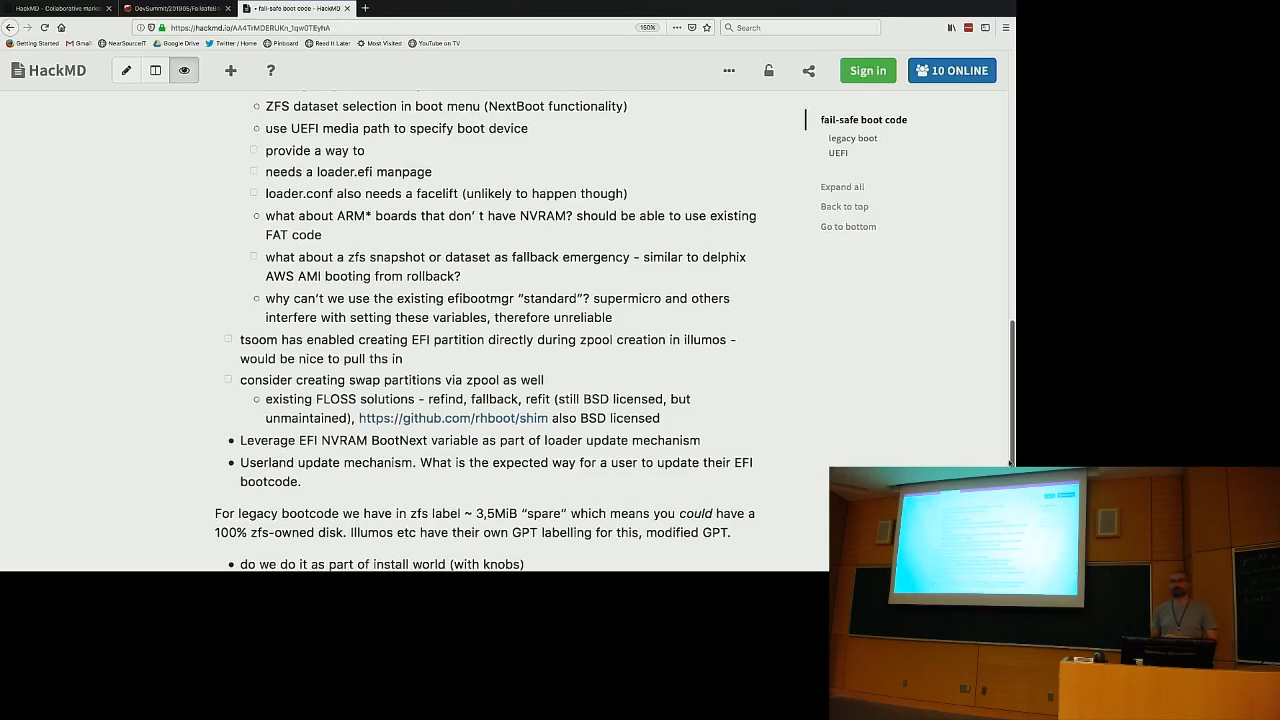 HackMD - Collaborative mark
DevSummit/201905/FailsafeBo
• fail-safe boot code - HackMD
https://hackmd.io/AA4TrMDERUKn_1qw0TEyhA
150%
Search
Getting Started
Gmail
NearSourceIT
Google Drive
Twitter / Home
Pinboard
Read It Later
Most Visited
YouTube on TV
HackMD
Sign in
10 ONLINE
ZFS dataset selection in boot menu (NextBoot functionality)
use UEFI media path to specify boot device
provide a way to
needs a loader.efi manpage
loader.conf also needs a facelift (unlikely to happen though)
what about ARM* boards that don' t have NVRAM? should be able to use existing
FAT code
what about a zfs snapshot or dataset as fallback emergency - similar to delphix
AWS AMI booting from rollback?
why can't we use the existing efibootmgr “standard”? supermicro and others
interfere with setting these variables, therefore unreliable
tsoom has enabled creating EFI partition directly during zpool creation in illumos -
would be nice to pull ths in
consider creating swap partitions via zpool as well
existing FLOSS solutions - refind, fallback, refit (still BSD licensed, but
unmaintained), https://github.com/rhboot/shim also BSD licensed
Leverage EFI NVRAM BootNext variable as part of loader update mechanism
Userland update mechanism. What is the expected way for a user to update their EFI
bootcode.
For legacy bootcode we have in zfs label ~ 3,5MiB “spare” which means you could have a
100% zfs-owned disk. Illumos etc have their own GPT labelling for this, modified GPT.
do we do it as part of install world (with knobs)
fail-safe boot code
legacy boot
UEFI
Expand all
Back to top
Go to bottom